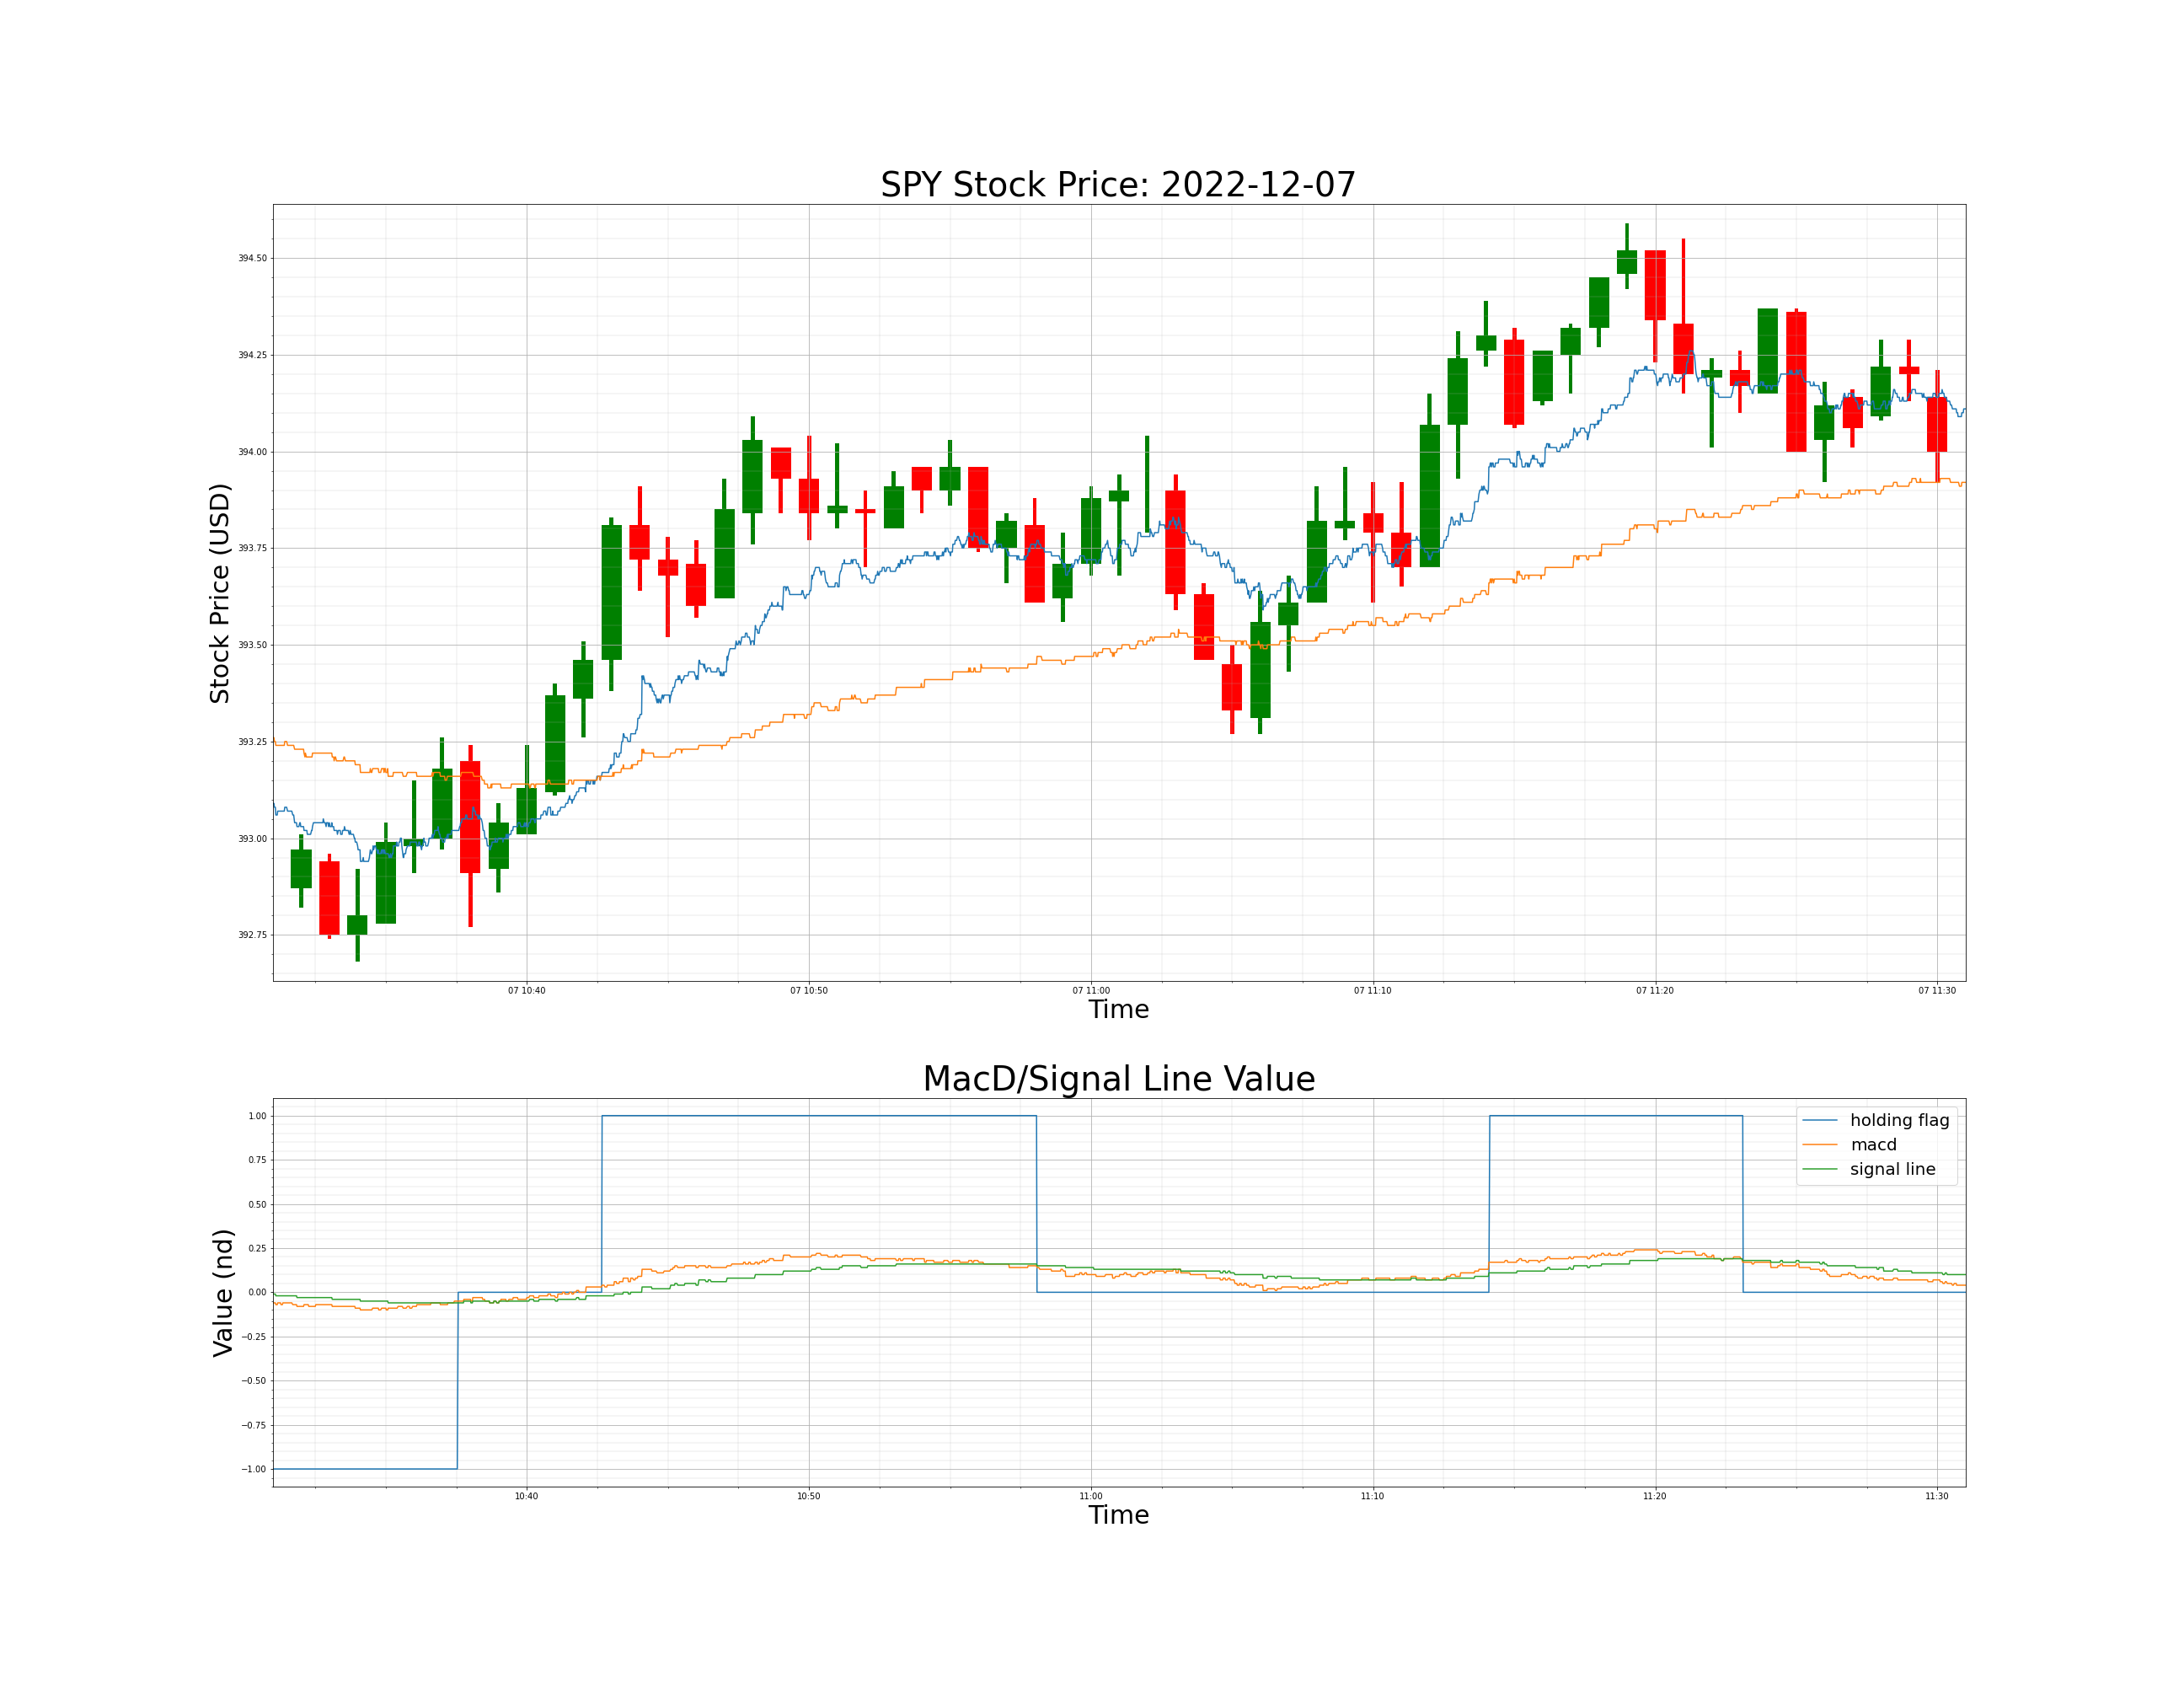 SPY Stock Price: 2022-12-07
Stock Price (USD)
394.50
394.25
394.00
393.75
393.50
393.25
393.00
392.75
07 10:40 07 10:50 07 11:00 07 11:10 07 11:20 07 11:30
Time
MacD/Signal Line Value
Value (nd)
1.00
0.75
0.50
0.25
0.00
−0.25
−0.50
−0.75
−1.00
holding flag
macd
signal line
10:40 10:50 11:00 11:10 11:20 11:30
Time